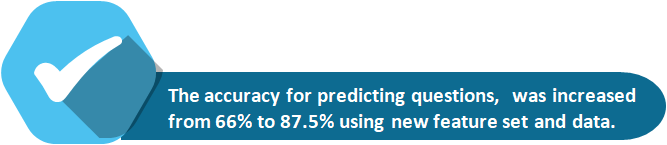 The accuracy for predicting questions,  was increased
from 66% to 87.5% using new feature set and data.